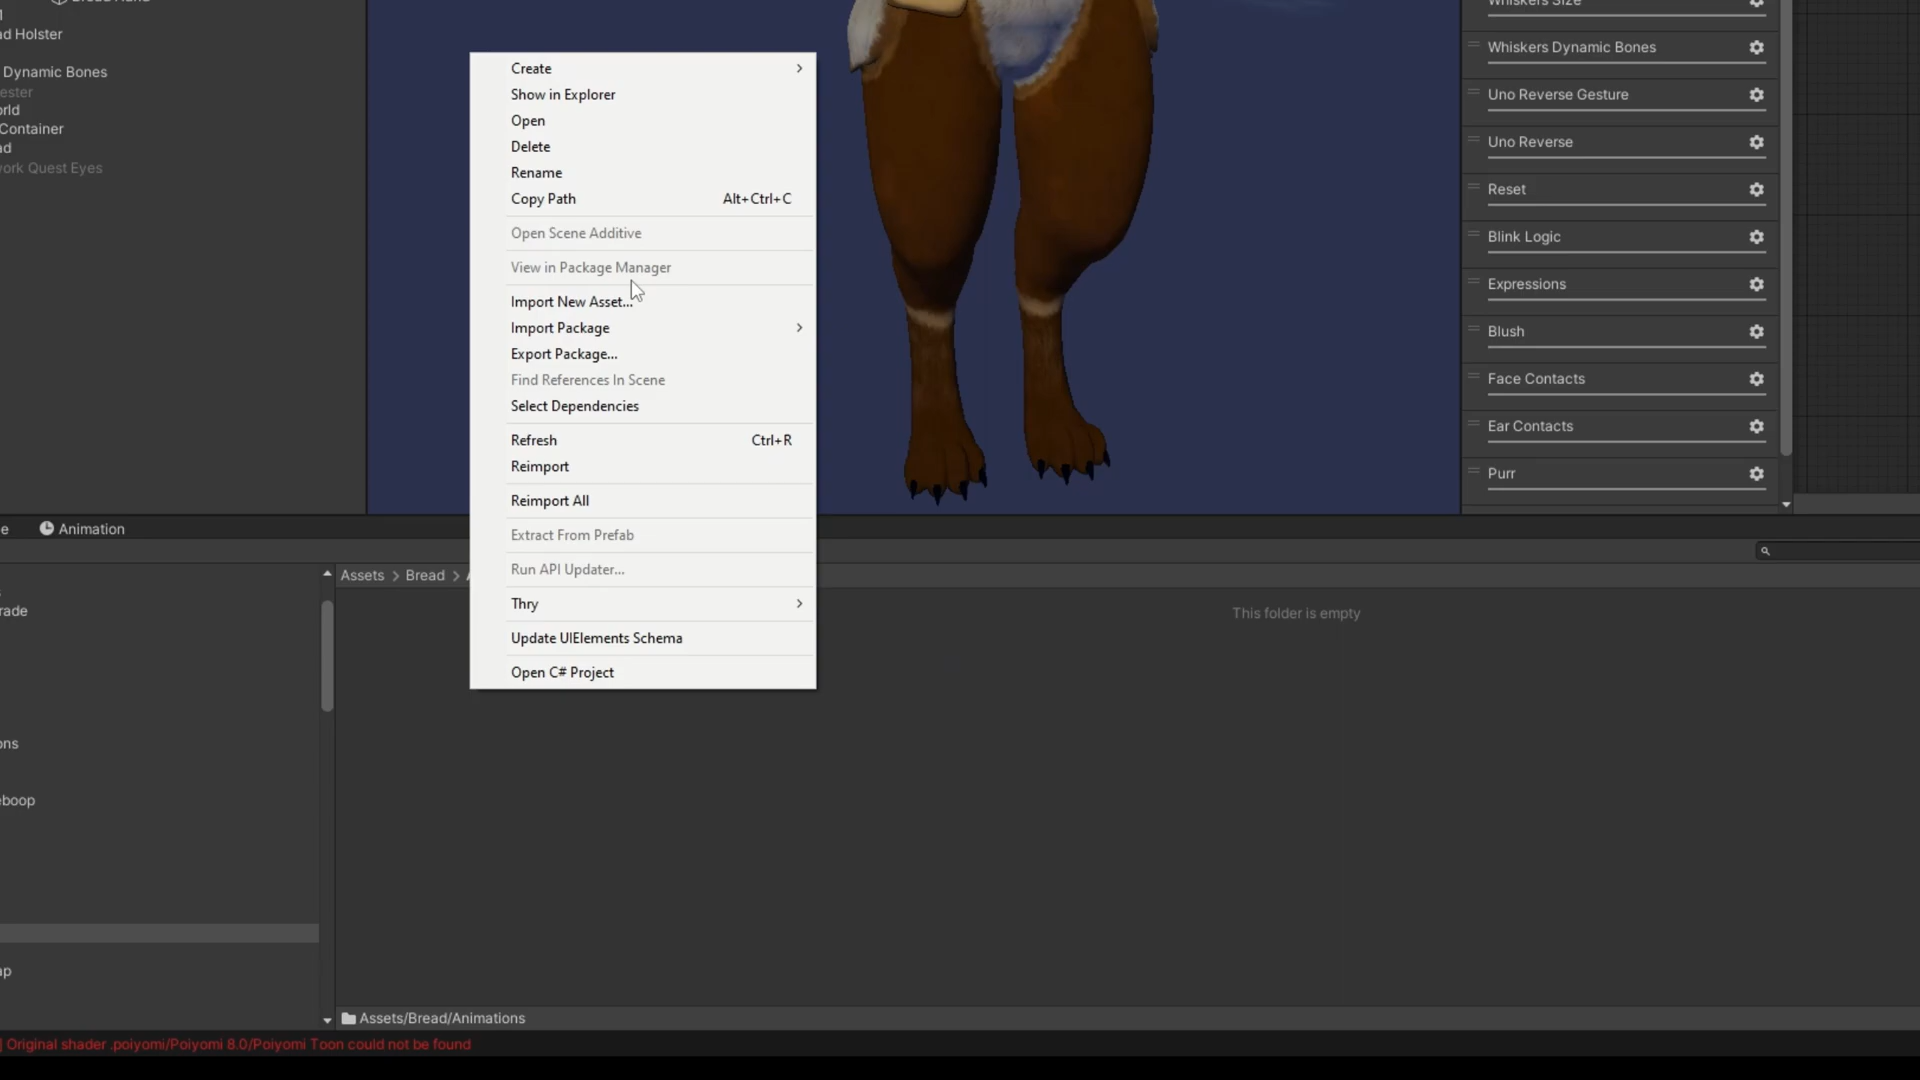 ad Holster
Dynamic Bones
ester
orld
Container
ad
ork Quest Eyes
Create
Show in Explorer
Open
Delete
Rename
Copy Path Alt+Ctrl+C
Open Scene Additive
View in Package Manager
Import New Asset...
Import Package
Export Package...
Find References In Scene
Select Dependencies
Refresh Ctrl+R
Reimport
Reimport All
Extract From Prefab
Run API Updater...
Thry
Update UIElements Schema
Open C# Project
Whiskers Size
Whiskers Dynamic Bones
Uno Reverse Gesture
Uno Reverse
Reset
Blink Logic
Expressions
Blush
Face Contacts
Ear Contacts
Purr
e Animation
rade
ons
eboop
ap
Assets > Bread >
This folder is empty
Assets/Bread/Animations
Original shader .poiyomi/Poiyomi 8.0/Poiyomi Toon could not be found